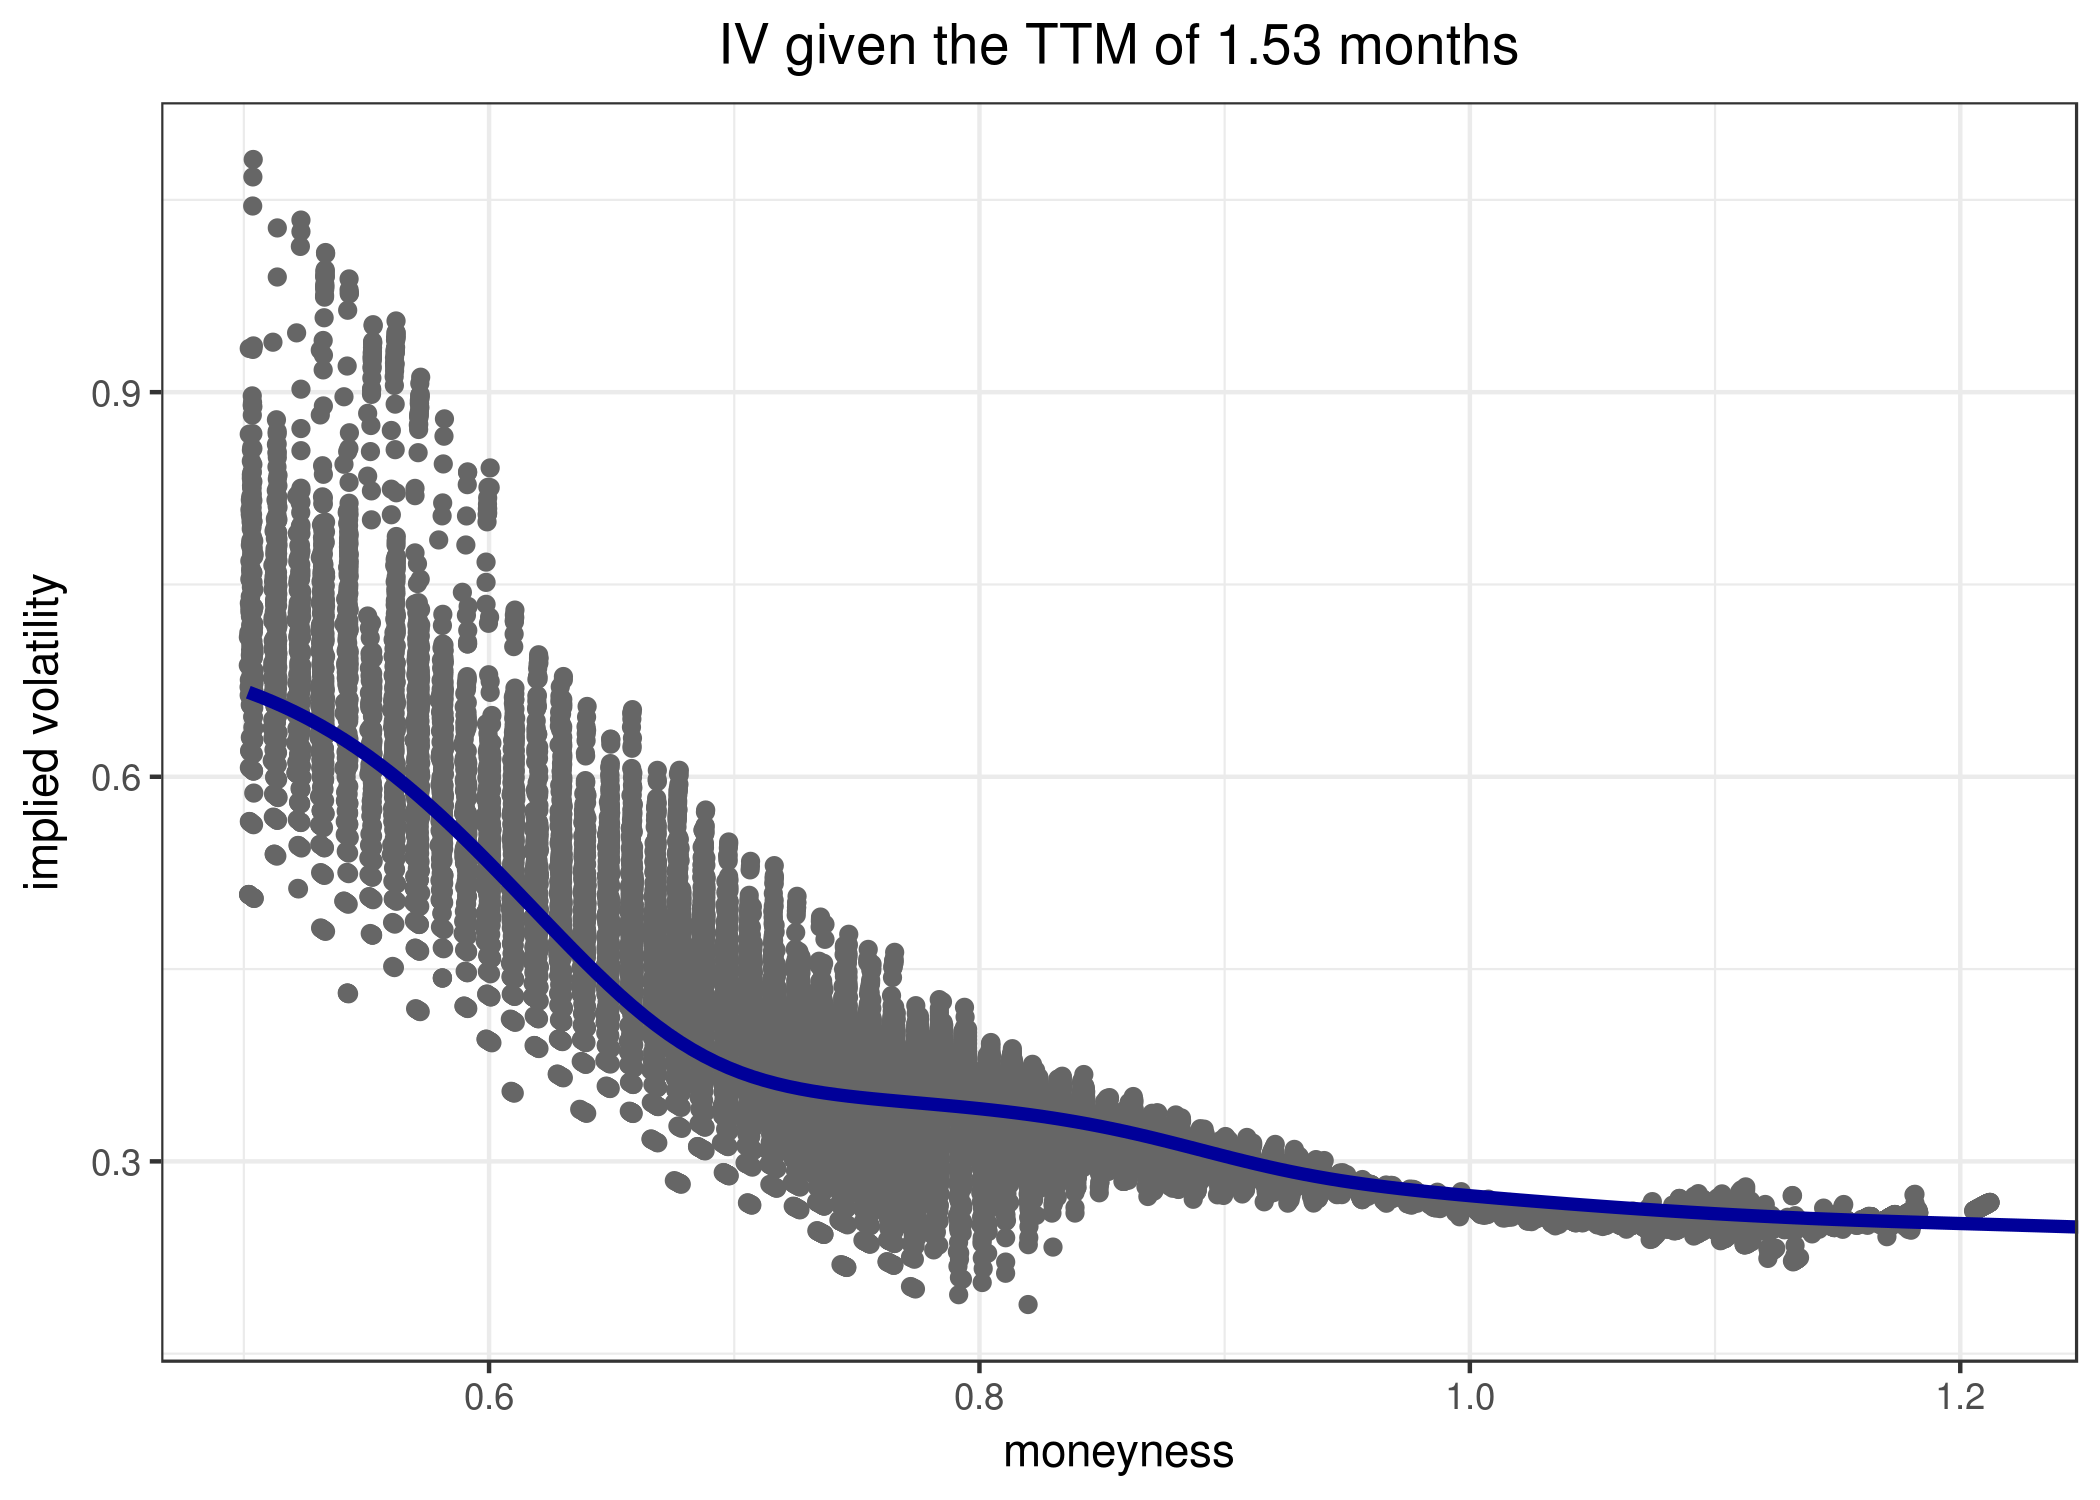 IV given the TTM of 1.53 months
implied volatility
0.9
0.6
0.3
0.6
0.8
1.0
1.2
moneyness